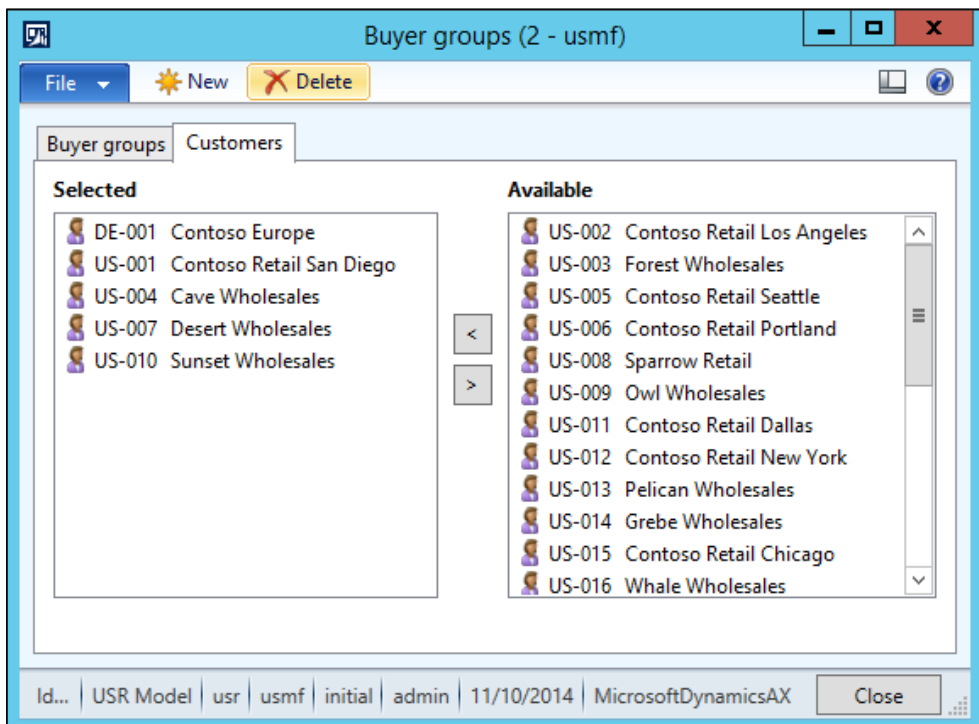 Buyer groups (2 - usmf)
File New Delete
Buyer groups Customers
Selected
DE-001 Contoso Europe
US-001 Contoso Retail San Diego
US-004 Cave Wholesales
US-007 Desert Wholesales
US-010 Sunset Wholesales
<
>
Available
US-002 Contoso Retail Los Angeles
US-003 Forest Wholesales
US-005 Contoso Retail Seattle
US-006 Contoso Retail Portland
US-008 Sparrow Retail
US-009 Owl Wholesales
US-011 Contoso Retail Dallas
US-012 Contoso Retail New York
US-013 Pelican Wholesales
US-014 Grebe Wholesales
US-015 Contoso Retail Chicago
US-016 Whale Wholesales
Id... USR Model usr usmf initial admin 11/10/2014 MicrosoftDynamicsAX Close